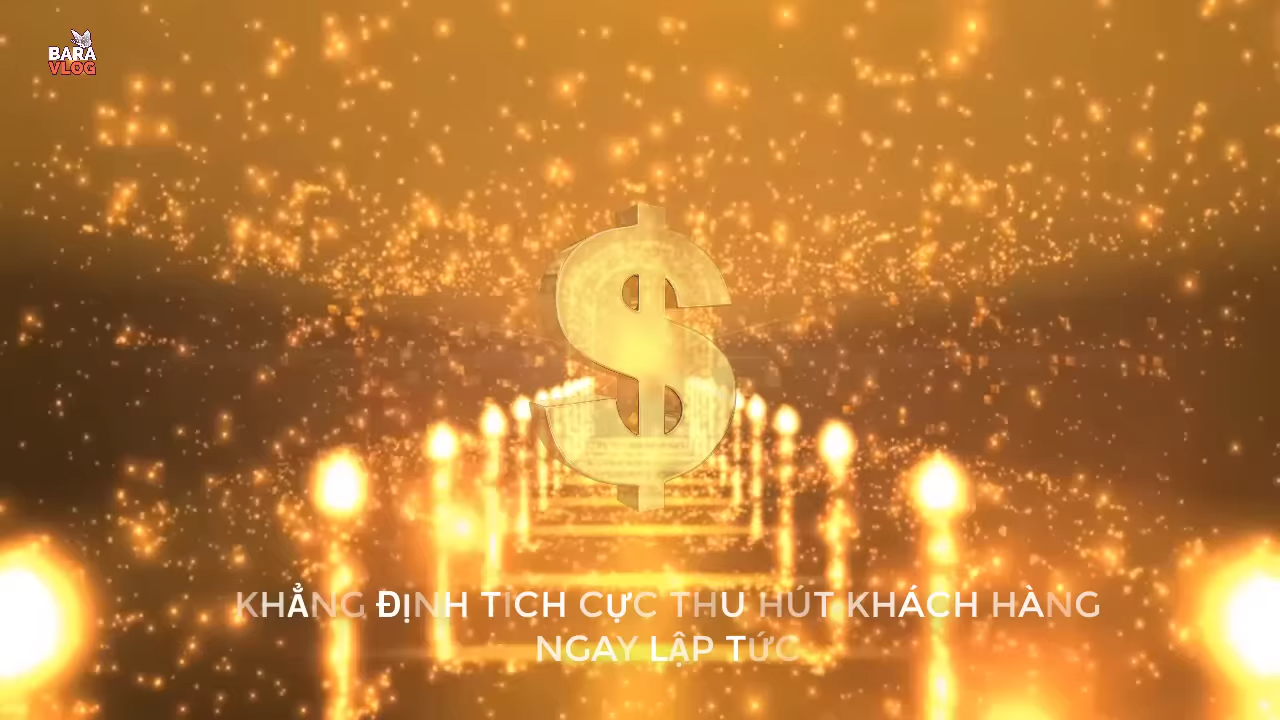 BARA
VLOG
KHẲNG ĐỊNH TÍCH CỰC THU HÚT KHÁCH HÀNG
NGAY LẬP TỨC